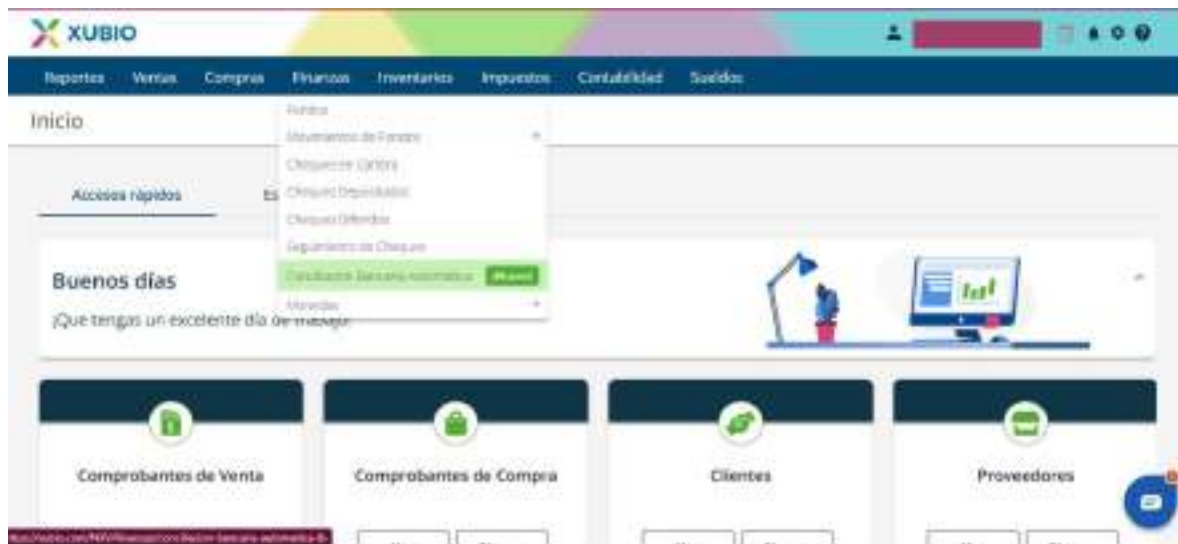 XUBIO
Reportes Ventas Compras Finanzas Inventarios Impuestos Contabilidad Sueldos
Inicio
Fondos
Movimientos de Fondos
Cheques en Cartera
Cheques Depositados
Cheques Diferidos
Seguimiento de Cheques
Conciliación Bancaria Automática
Monedas
Accesos rápidos Es
Buenos días
¡Que tengas un excelente día de trabajo!
Comprobantes de Venta
Comprobantes de Compra
Clientes
Proveedores